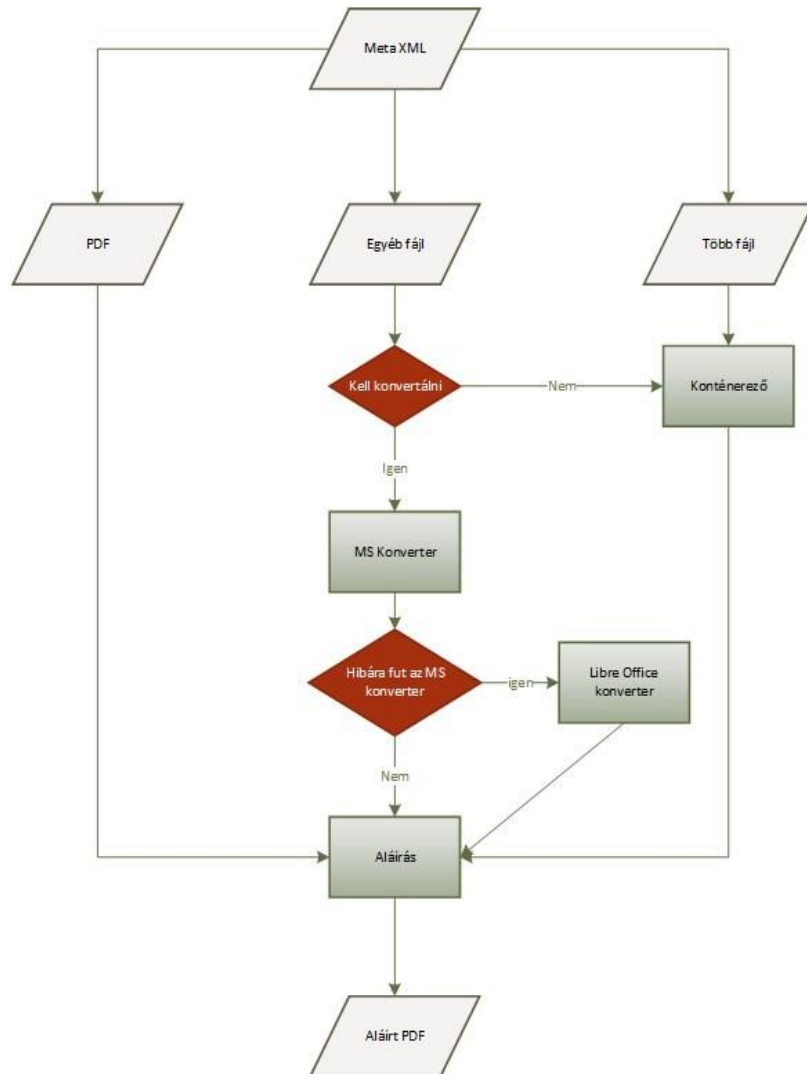 Meta XML
PDF
Egyéb fájl
Több fájl
Kell konvertálni
Nem
Konténerező
Igen
MS Konverter
Hibára fut az MS
konverter
igen
Libre Office
konverter
Nem
Aláírás
Aláírt PDF